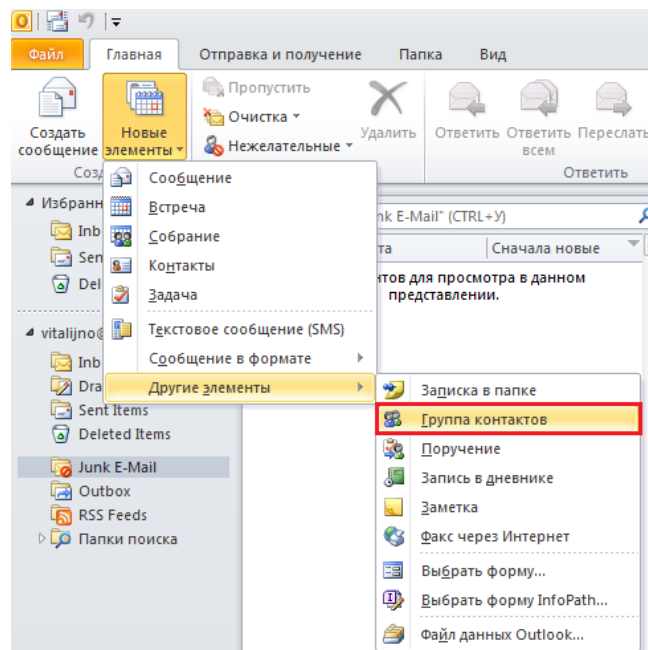 Файл Главная Отправка и получение Папка Вид
Создать сообщение
Новые элементы
Пропустить
Очистка
Нежелательные
Удалить
Ответить
Ответить всем
Переслать
Ответить
Сообщение
Встреча
Собрание
Контакты
Задача
Текстовое сообщение (SMS)
Сообщение в формате
Другие элементы
Inb
Sen
Del
vitalijno@
Inb
Dra
Sent Items
Deleted Items
Junk E-Mail
Outbox
RSS Feeds
Папки поиска
nk E-Mail" (CTRL+У)
Сначала новые
для просмотра в данном
представлении.
Записка в папке
Группа контактов
Поручение
Запись в дневнике
Заметка
Факс через Интернет
Выбрать форму...
Выбрать форму InfoPath...
Файл данных Outlook...